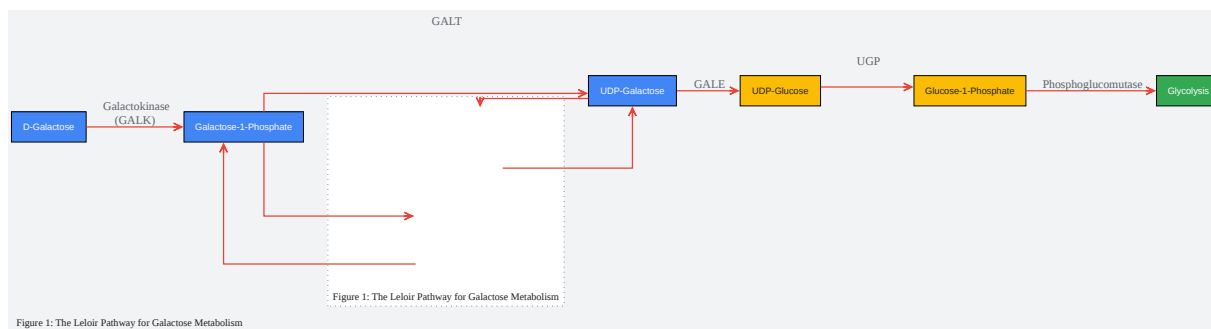 GALT
UGP
Galactokinase
(GALK)
GALE
Phosphoglucomutase
D-Galactose
Galactose-1-Phosphate
UDP-Galactose
UDP-Glucose
Glucose-1-Phosphate
Glycolysis
Figure 1: The Leloir Pathway for Galactose Metabolism
Figure 1: The Leloir Pathway for Galactose Metabolism